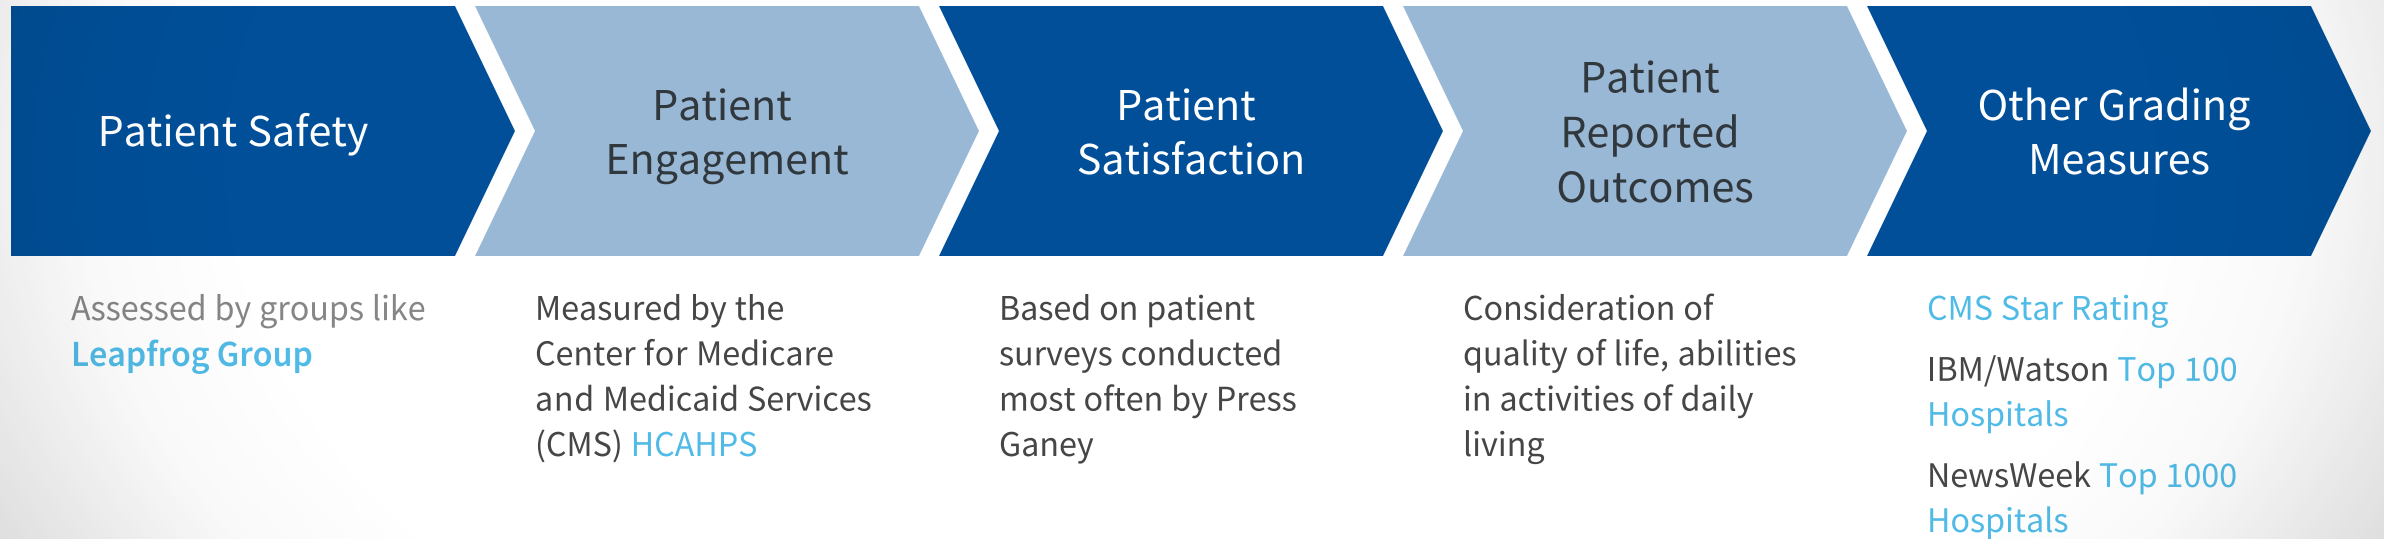 Patient Safety
Assessed by groups like
Leapfrog Group
Patient
Engagement
Measured by the
Center for Medicare
and Medicaid Services
(CMS) HCAHPS
Patient
Satisfaction
Based on patient
surveys conducted
most often by Press
Ganey
Patient
Reported
Outcomes
Consideration of
quality of life, abilities
in activities of daily
living
Other Grading
Measures
CMS Star Rating
IBM/Watson Top 100
Hospitals
NewsWeek Top 1000
Hospitals